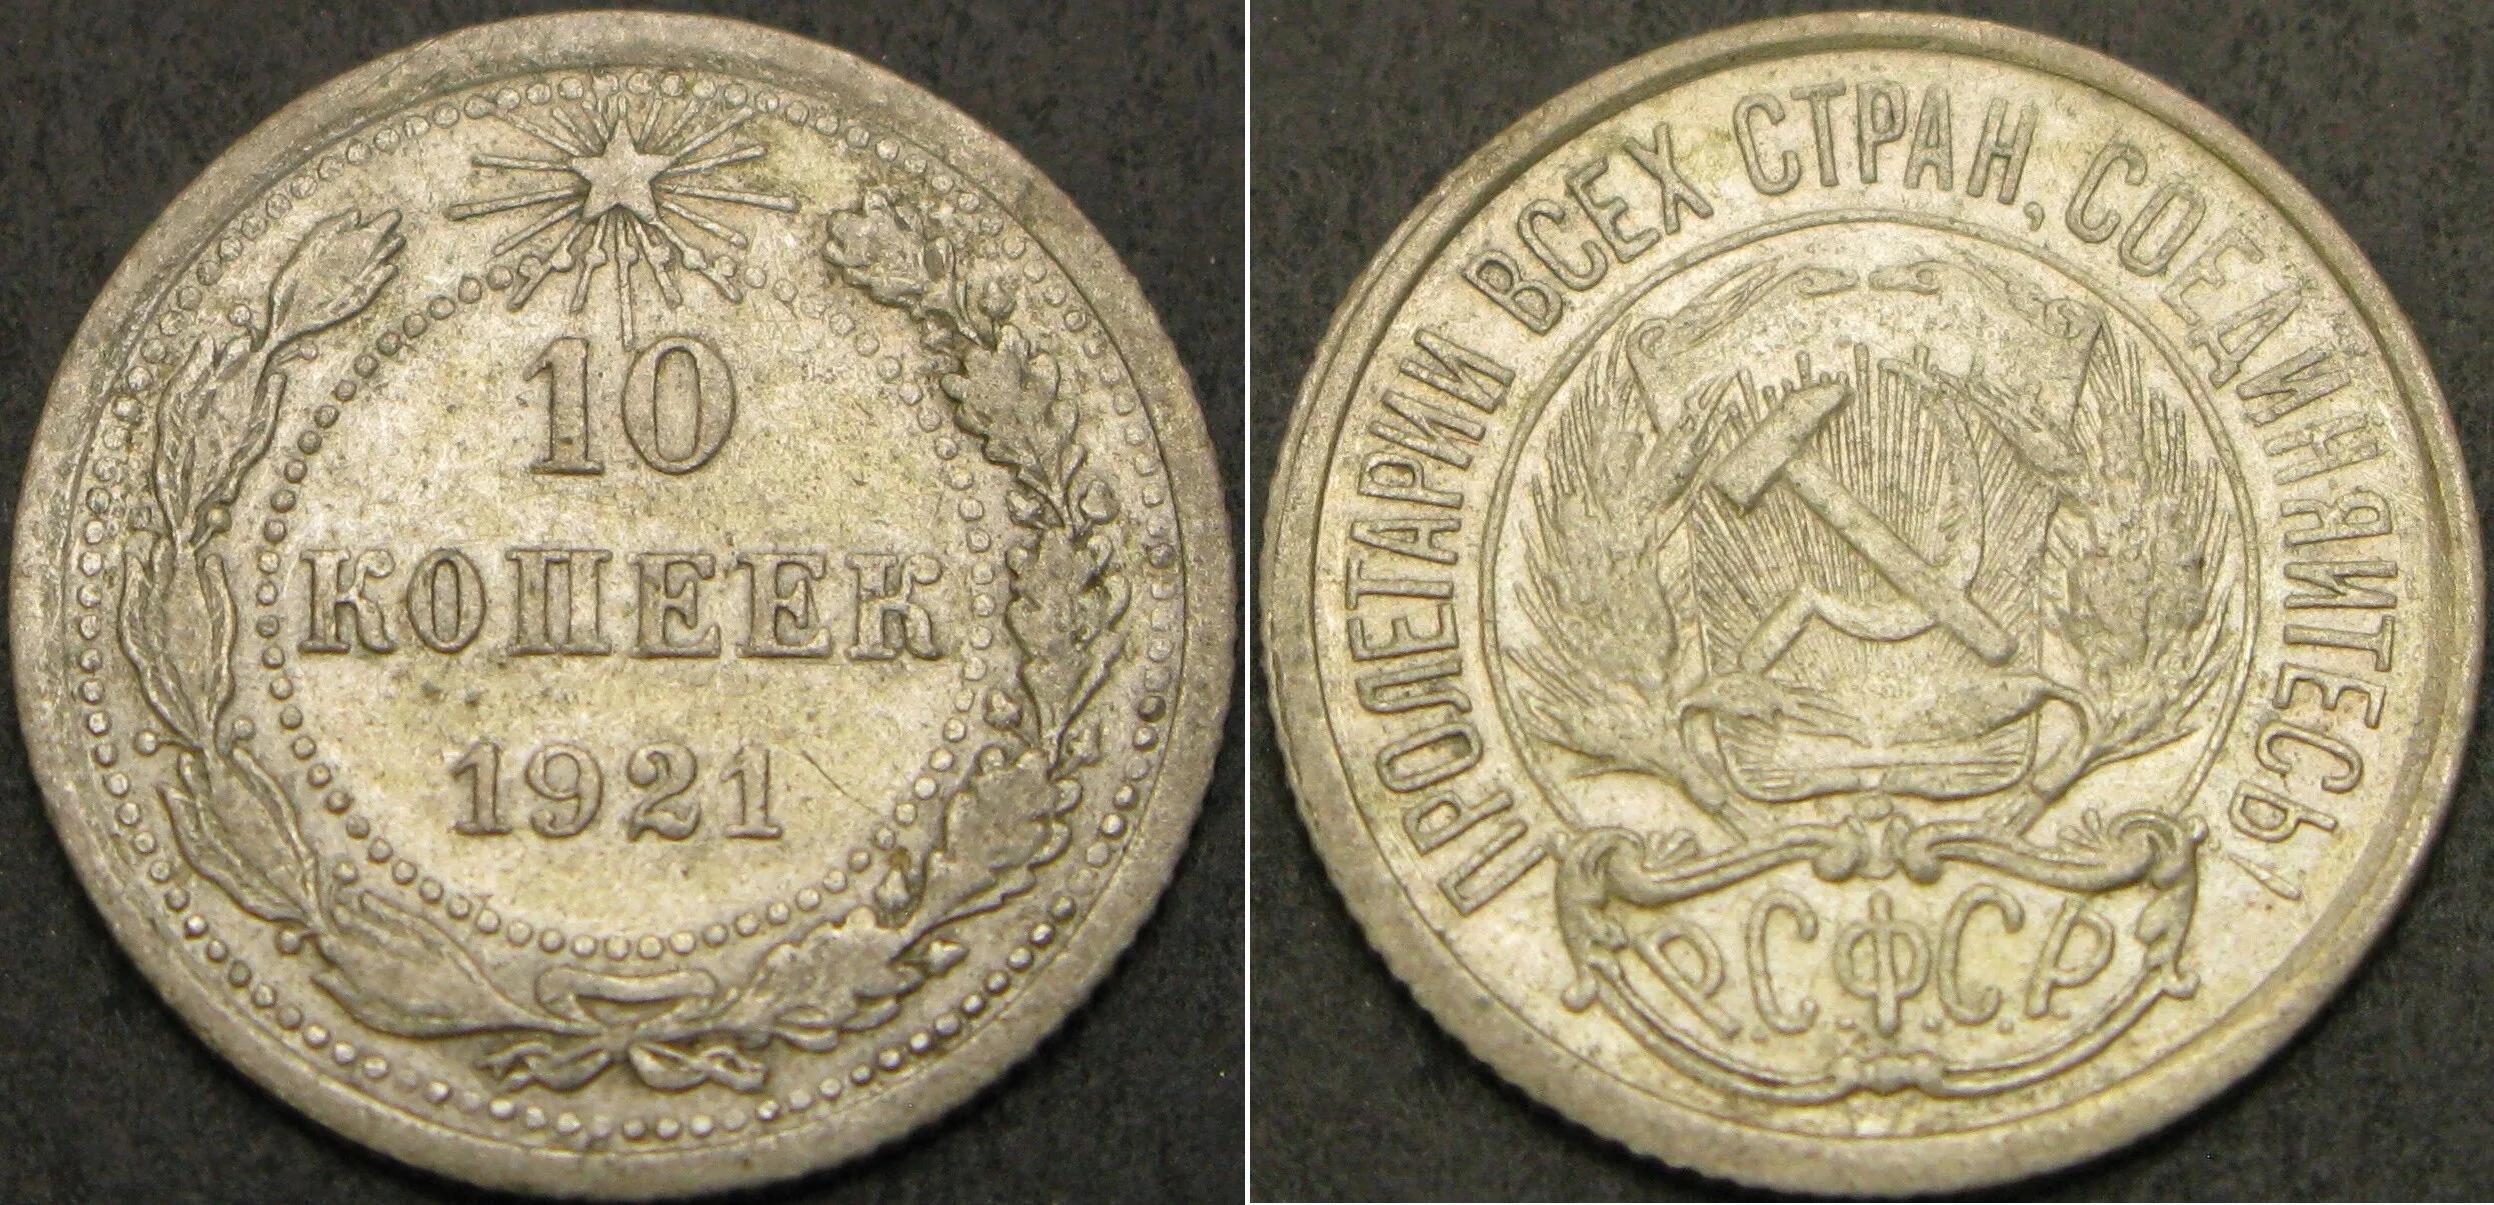 10
КОПЕЕК
1921
ПРОЛЕТАРИИ ВСЕХ СТРАН, СОЕДИНЯЙТЕСЬ!
Р.С.Ф.С.Р.